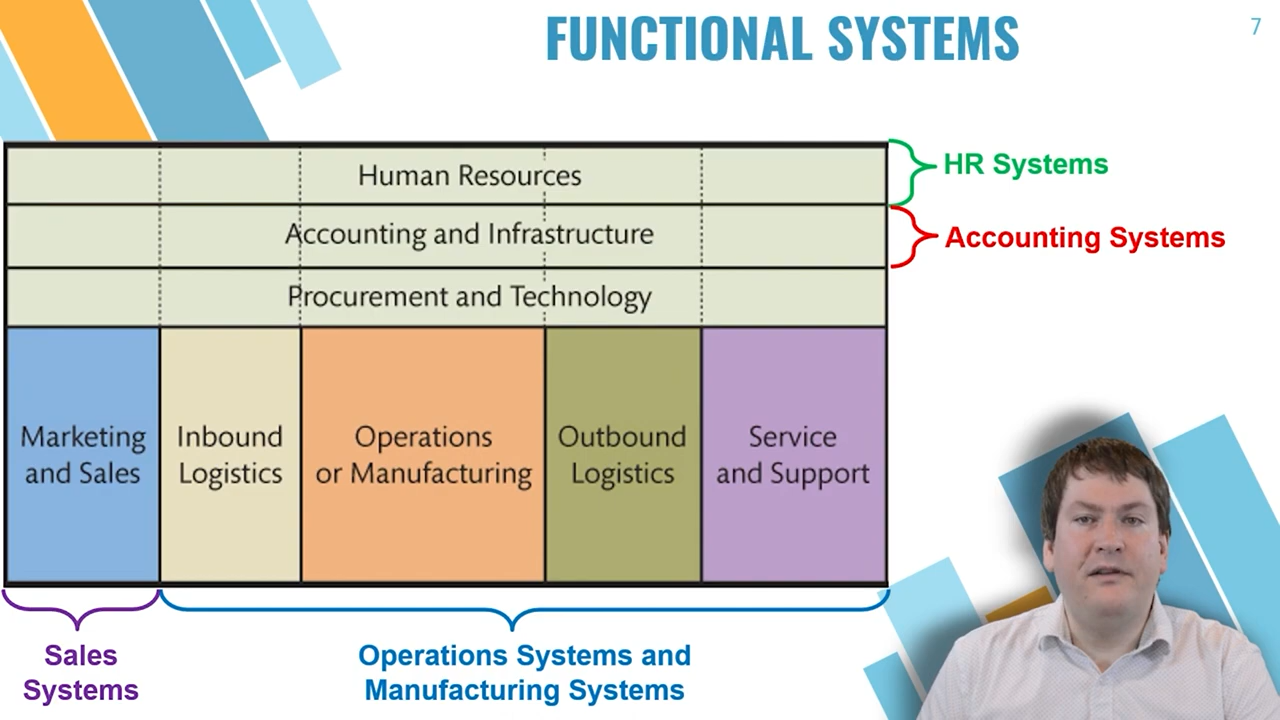 FUNCTIONAL SYSTEMS
7
Human Resources
HR Systems
Accounting and Infrastructure
Accounting Systems
Procurement and Technology
Marketing
and Sales
Inbound
Logistics
Operations
or Manufacturing
Outbound
Logistics
Service
and Support
Sales
Systems
Operations Systems and
Manufacturing Systems